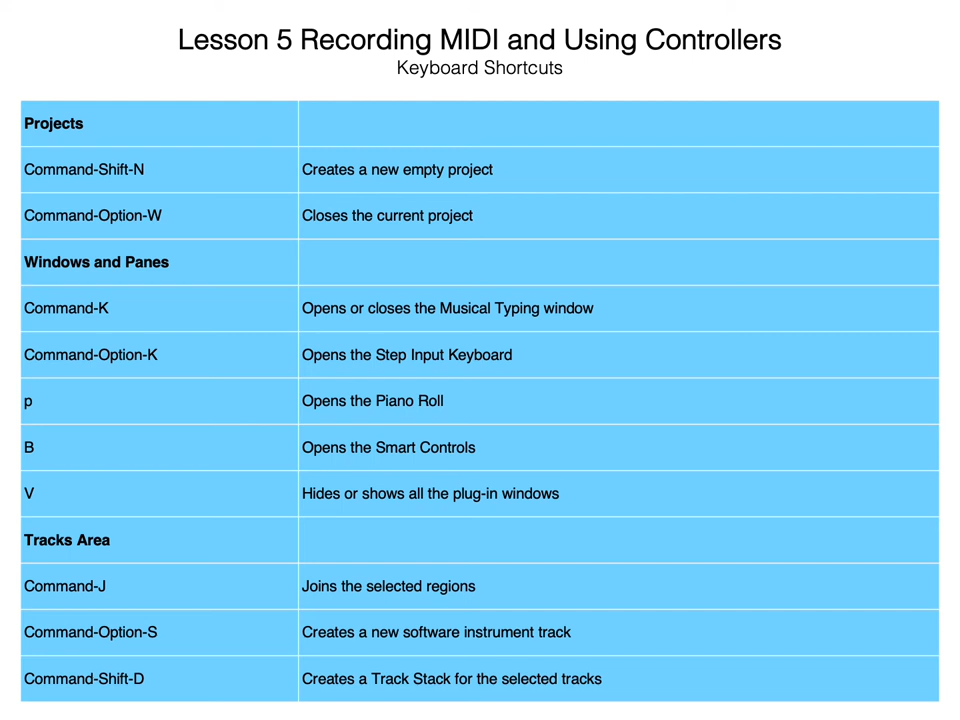 Lesson 5 Recording MIDI and Using Controllers
Keyboard Shortcuts
Projects
Command-Shift-N Creates a new empty project
Command-Option-W Closes the current project
Windows and Panes
Command-K Opens or closes the Musical Typing window
Command-Option-K Opens the Step Input Keyboard
p Opens the Piano Roll
B Opens the Smart Controls
V Hides or shows all the plug-in windows
Tracks Area
Command-J Joins the selected regions
Command-Option-S Creates a new software instrument track
Command-Shift-D Creates a Track Stack for the selected tracks